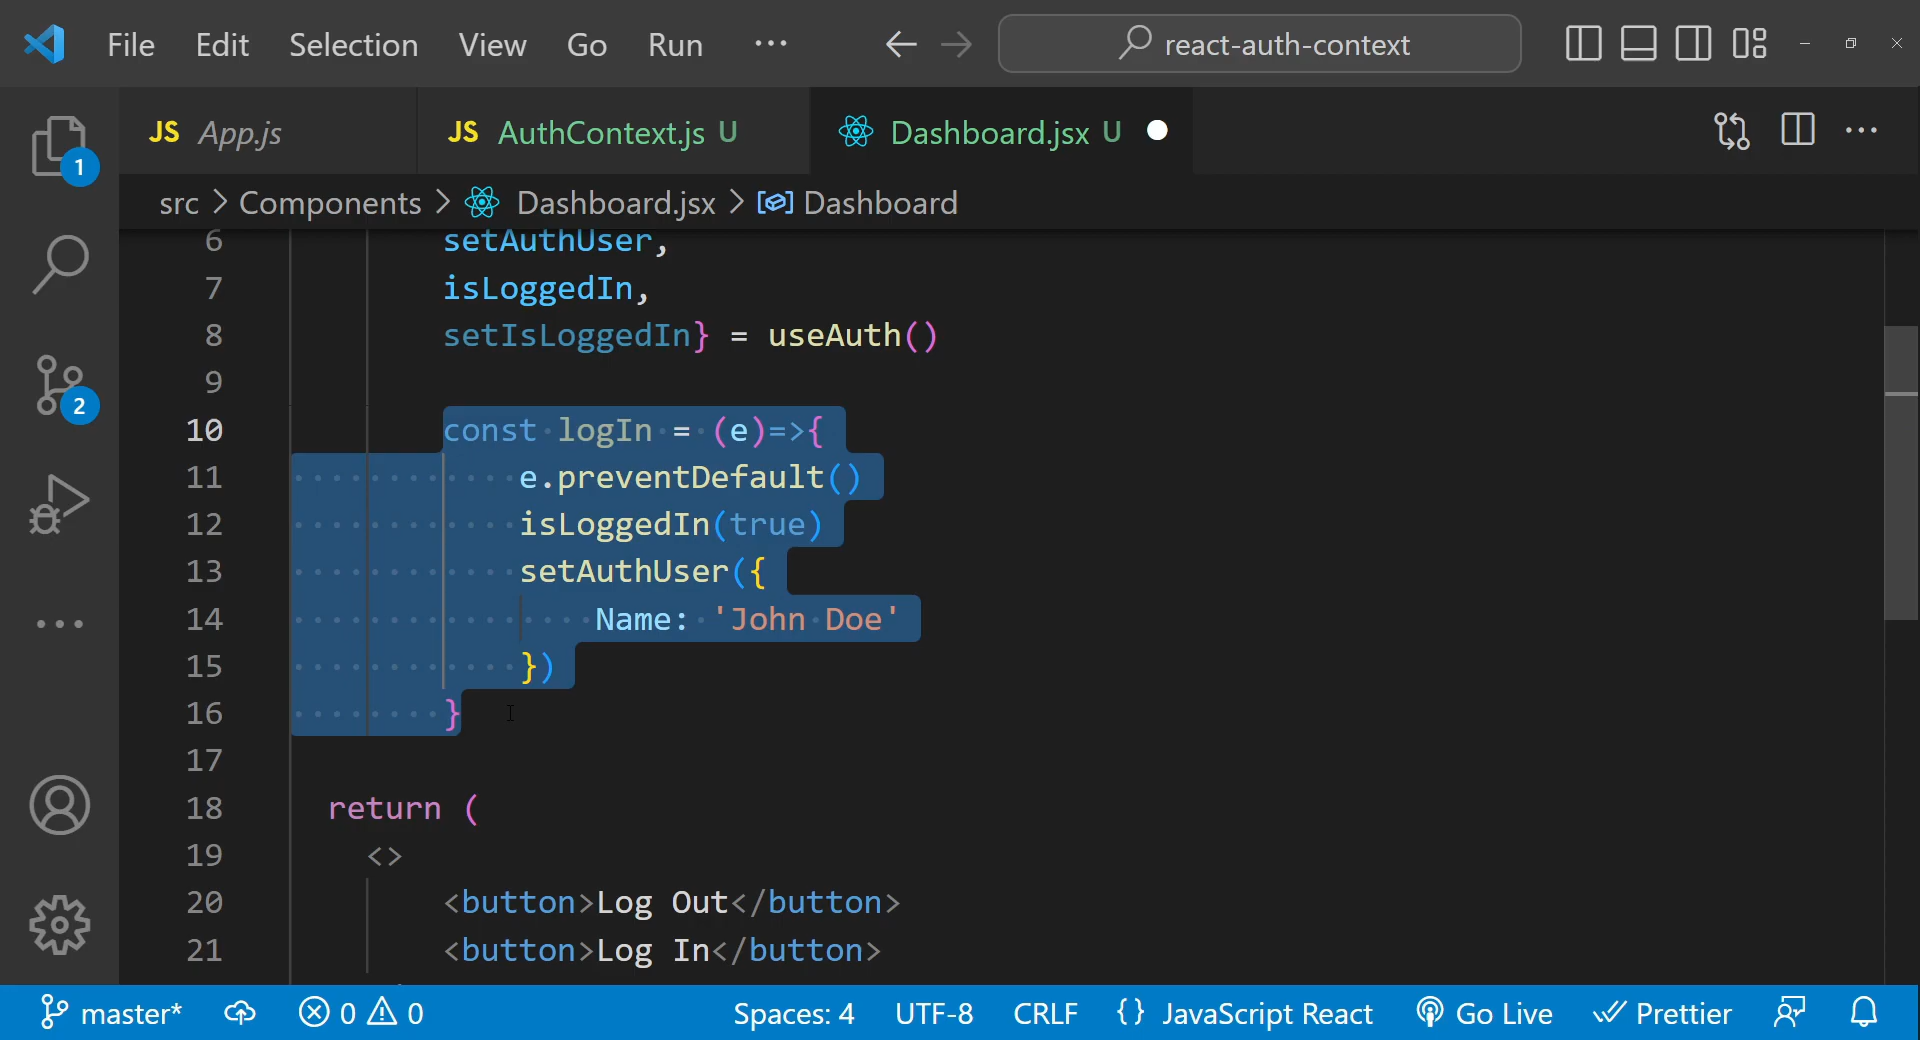 File Edit Selection View Go Run ··· react-auth-context
JS App.js JS AuthContext.js U Dashboard.jsx U
src > Components > Dashboard.jsx > Dashboard
6 setAuthUser,
7 isLoggedIn,
8 setIsLoggedIn} = useAuth()
9
10 const logIn = (e)=>{
11 e.preventDefault()
12 isLoggedIn(true)
13 setAuthUser({
14 Name: 'John Doe'
15 })
16 }
17
18 return (
19 <>
20 <button>Log Out</button>
21 <button>Log In</button>
1
2
master* 0 0 Spaces: 4 UTF-8 CRLF {} JavaScript React Go Live Prettier